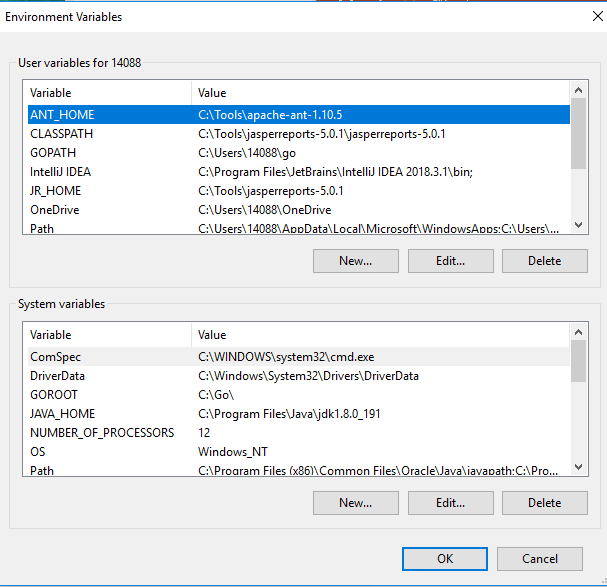 Environment Variables
User variables for 14088
Variable Value
ANT_HOME C:\Tools\apache-ant-1.10.5
CLASSPATH C:\Tools\jasperreports-5.0.1\jasperreports-5.0.1
GOPATH C:\Users\14088\go
IntelliJ IDEA C:\Program Files\JetBrains\IntelliJ IDEA 2018.3.1\bin;
JR_HOME C:\Tools\jasperreports-5.0.1
OneDrive C:\Users\14088\OneDrive
Path C:\Users\14088\AppData\Local\Microsoft\WindowsApps;C:\Users\...
New... Edit... Delete
System variables
Variable Value
ComSpec C:\WINDOWS\system32\cmd.exe
DriverData C:\Windows\System32\Drivers\DriverData
GOROOT C:\Go\
JAVA_HOME C:\Program Files\Java\jdk1.8.0_191
NUMBER_OF_PROCESSORS 12
OS Windows_NT
Path C:\Program Files (x86)\Common Files\Oracle\Java\javapath;C:\Pro...
New... Edit... Delete
OK Cancel